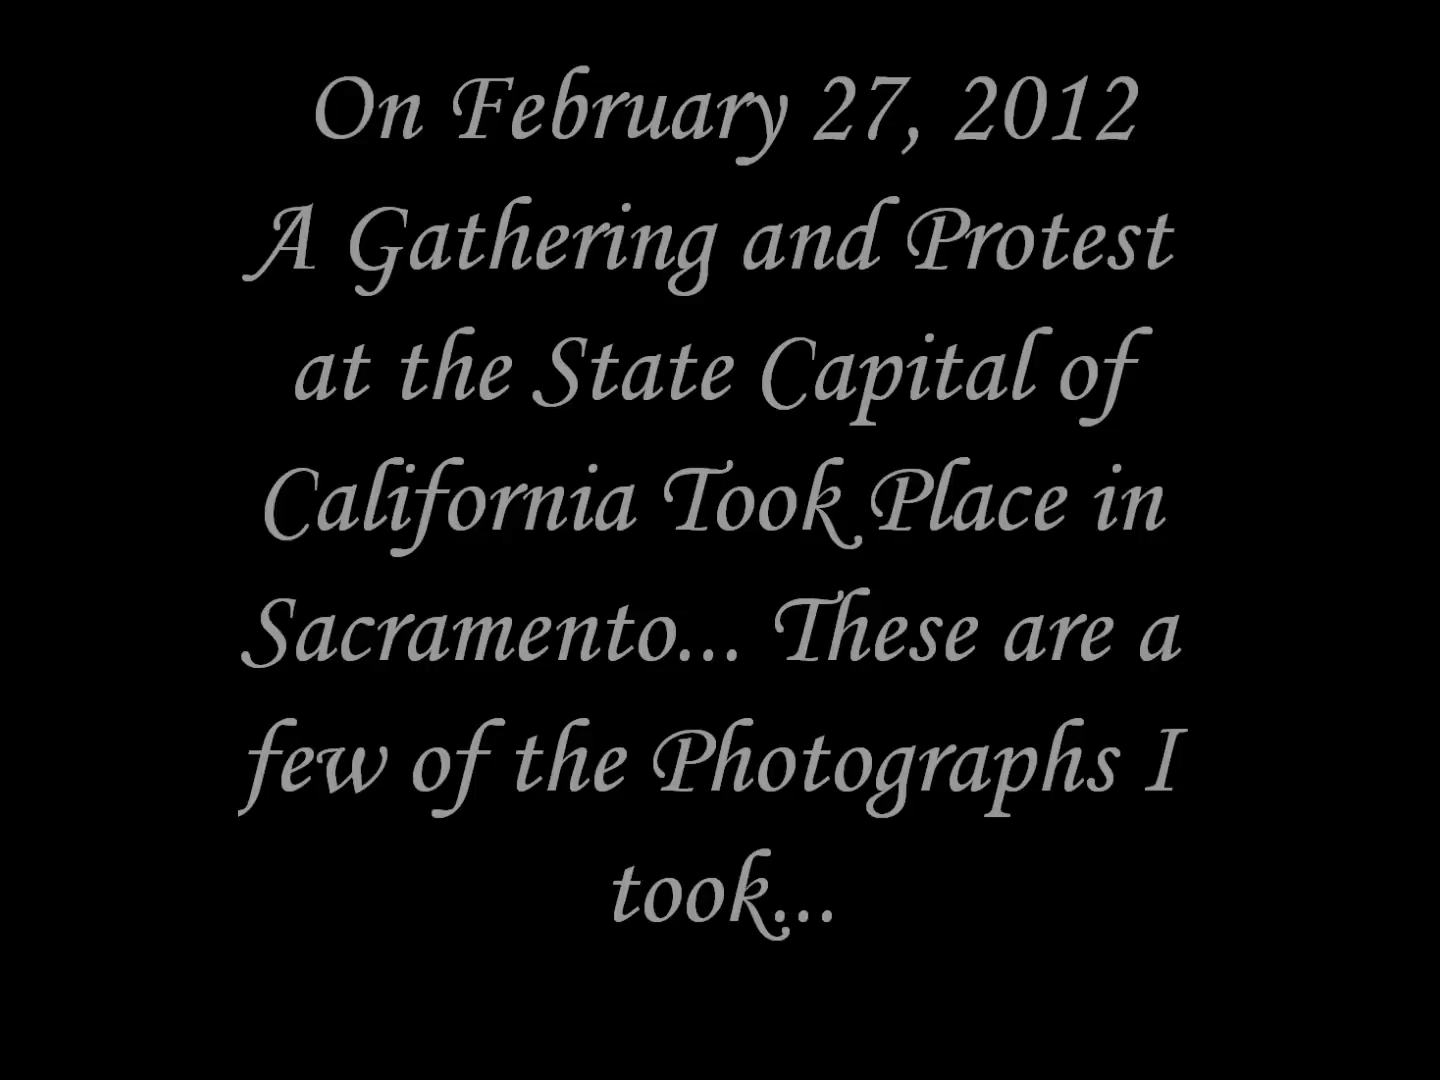 On February 27, 2012
A Gathering and Protest
at the State Capital of
California Took Place in
Sacramento... These are a
few of the Photographs I
took...